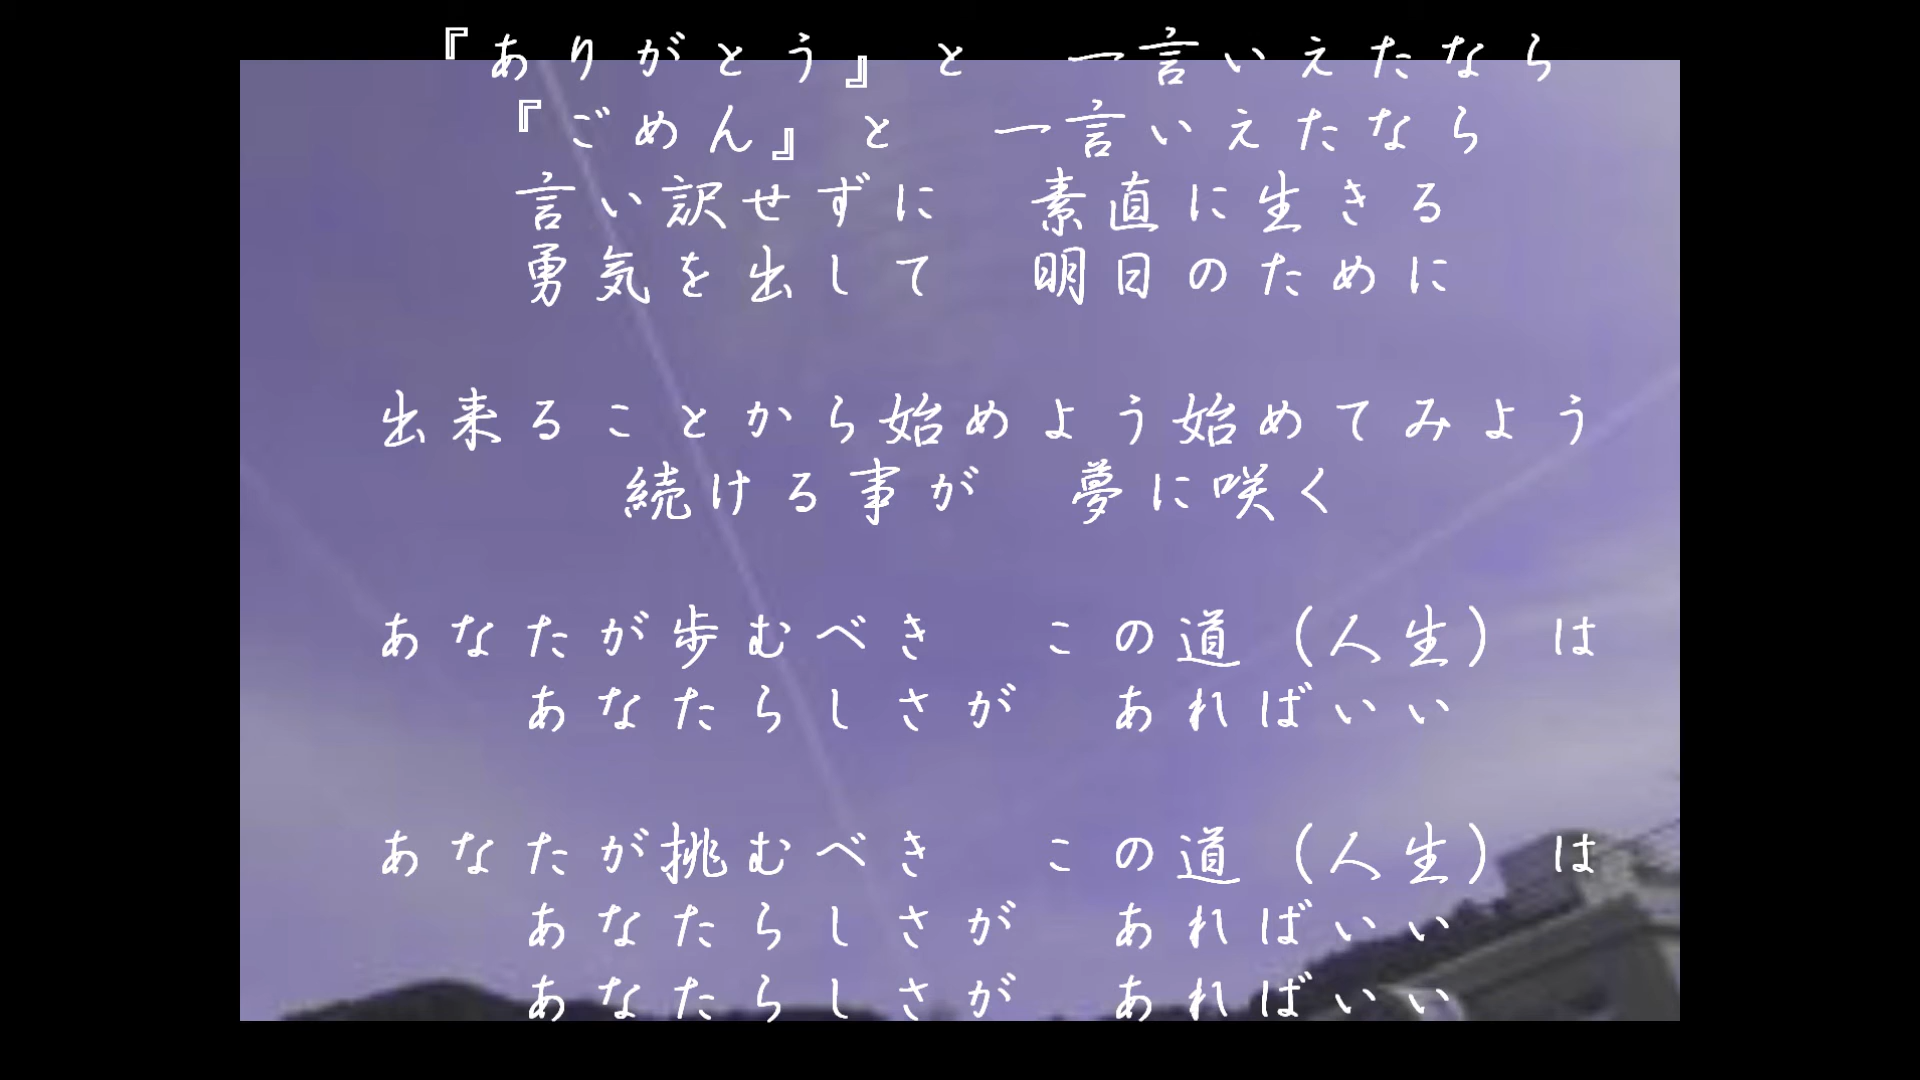 『ありがとう』と　一言いえたなら
『ごめん』と　一言いえたなら
言い訳せずに　素直に生きる
勇気を出して　明日のために
出来ることから始めよう始めてみよう
続ける事が　夢に咲く
あなたが歩むべき　この道（人生）は
あなたらしさが　あればいい
あなたが挑むべき　この道（人生）は
あなたらしさが　あればいい
あなたらしさが　あればいい